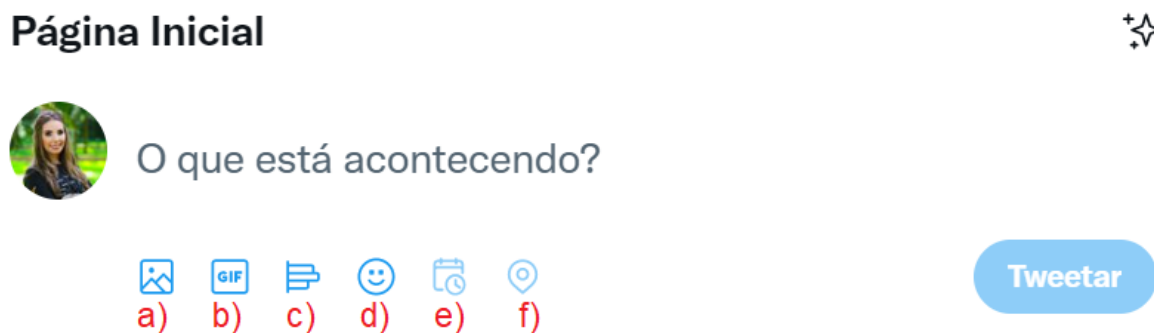 Página Inicial
O que está acontecendo?
GIF
Tweetar
a) b) c) d) e) f)